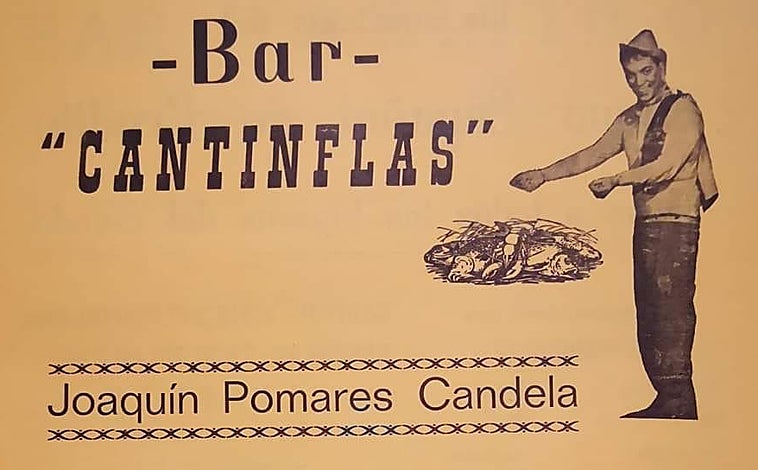 -Bar-
"CANTINFLAS"
Joaquín Pomares Candela